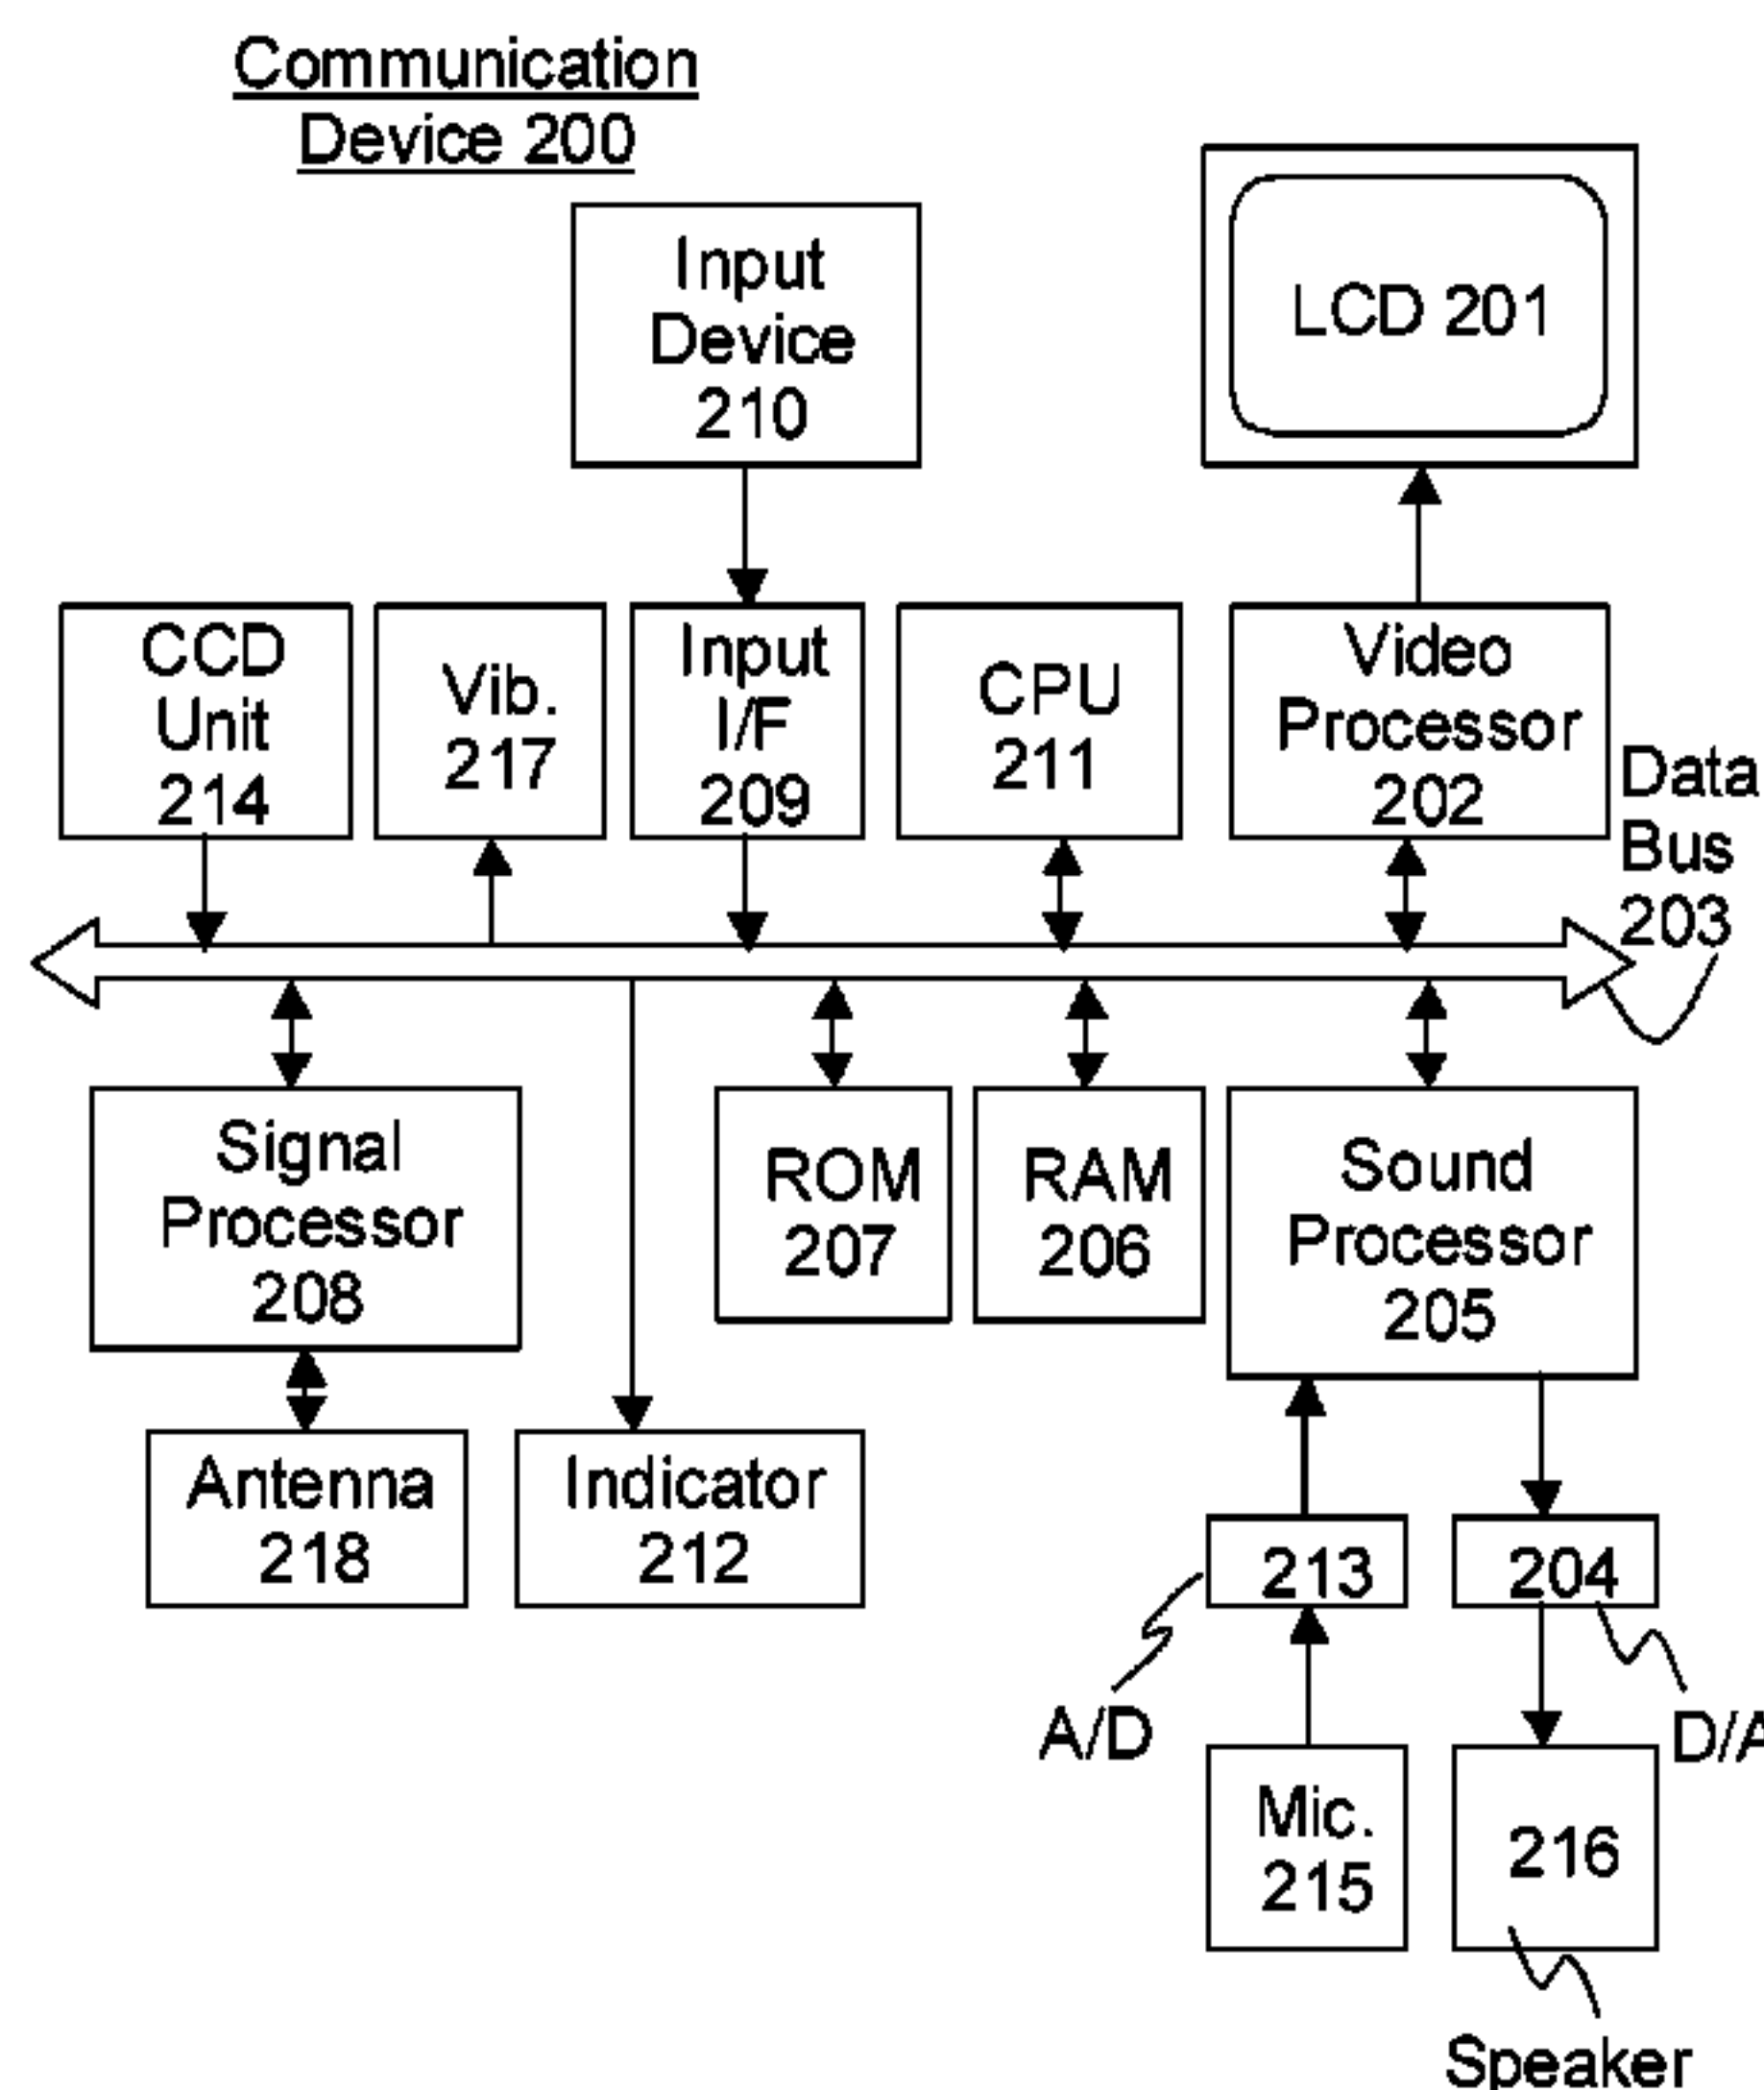 Communication
Device 200
Input
Device
210
LCD 201
CCD
Unit
214
Vib.
217
Input
I/F
209
CPU
211
Video
Processor
202
Data
Bus
203
Signal
Processor
208
ROM
207
RAM
206
Sound
Processor
205
Antenna
218
Indicator
212
213
204
A/D
D/A
Mic.
215
216
Speaker